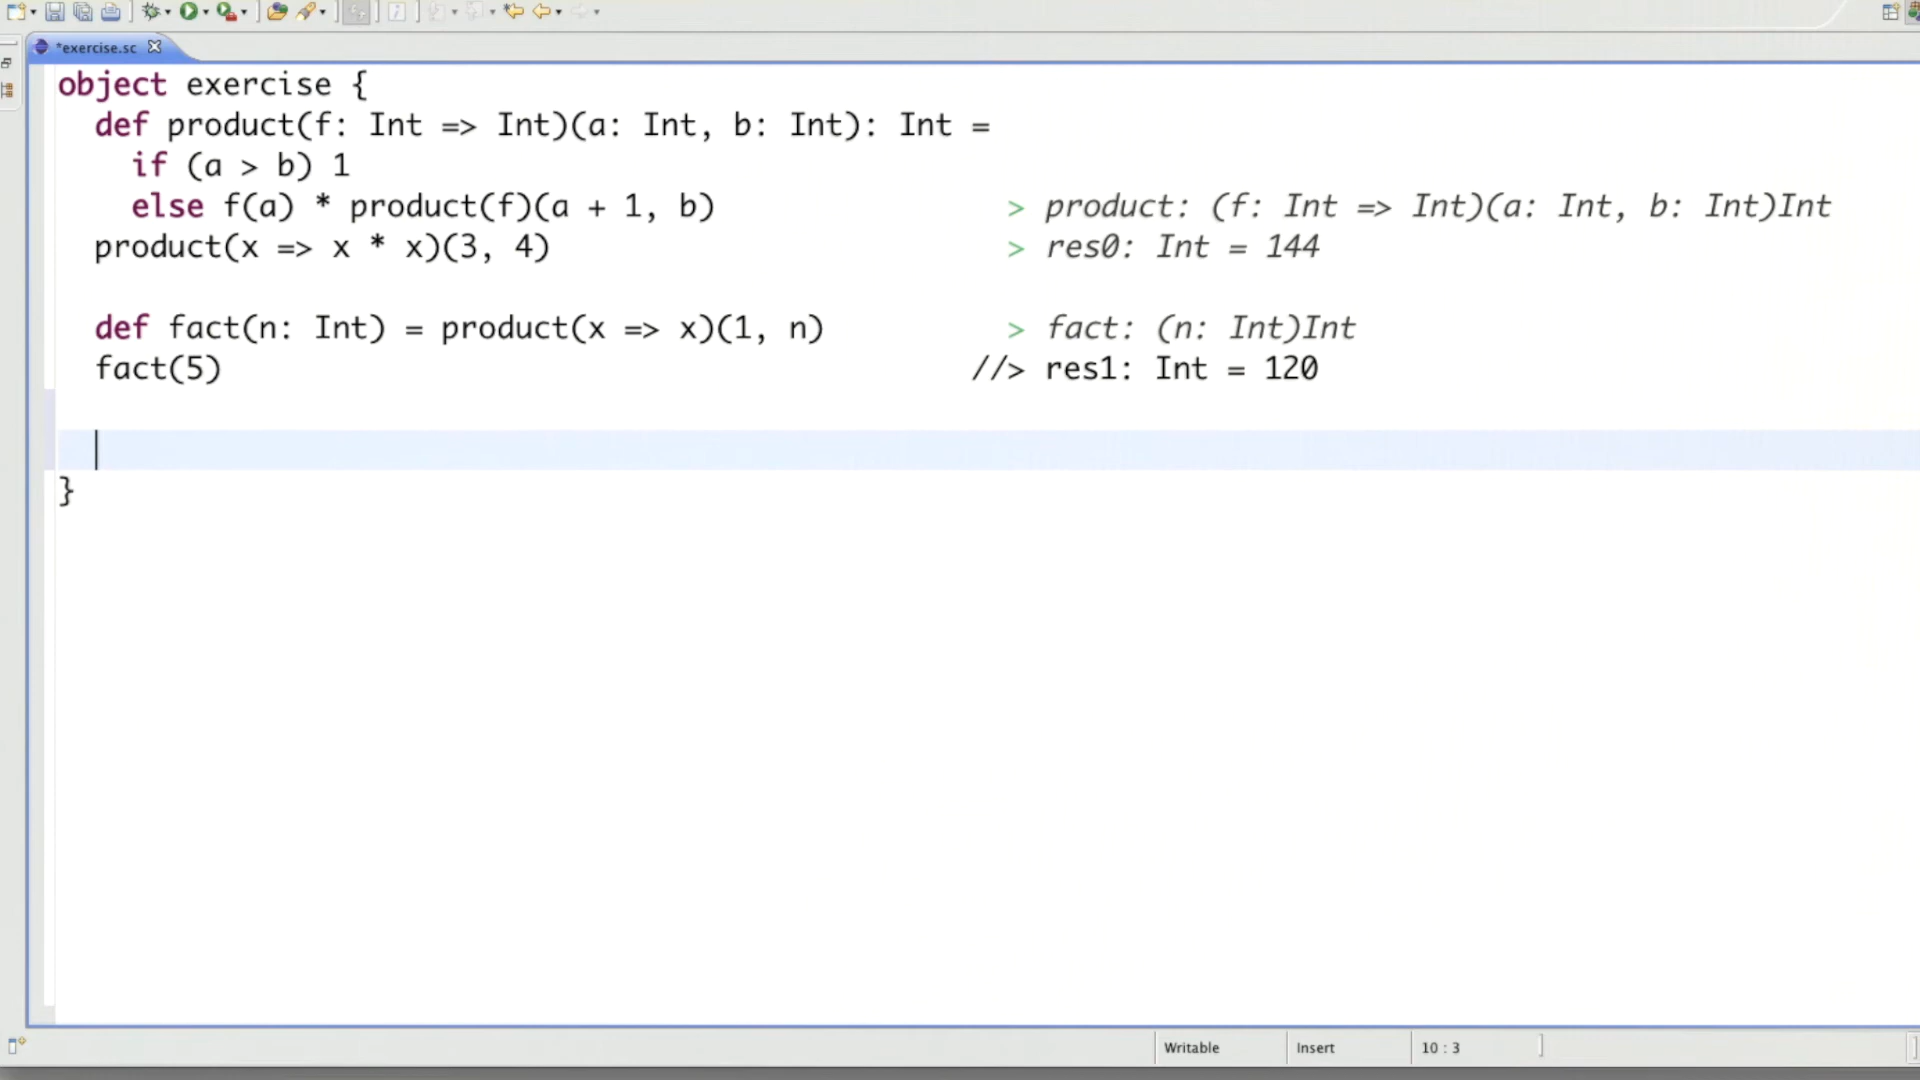 *exercise.sc
object exercise {
def product(f: Int => Int)(a: Int, b: Int): Int =
if (a > b) 1
else f(a) * product(f)(a + 1, b) > product: (f: Int => Int)(a: Int, b: Int)Int
product(x => x * x)(3, 4) > res0: Int = 144
def fact(n: Int) = product(x => x)(1, n) > fact: (n: Int)Int
fact(5) //> res1: Int = 120
}
Writable Insert 10 : 3